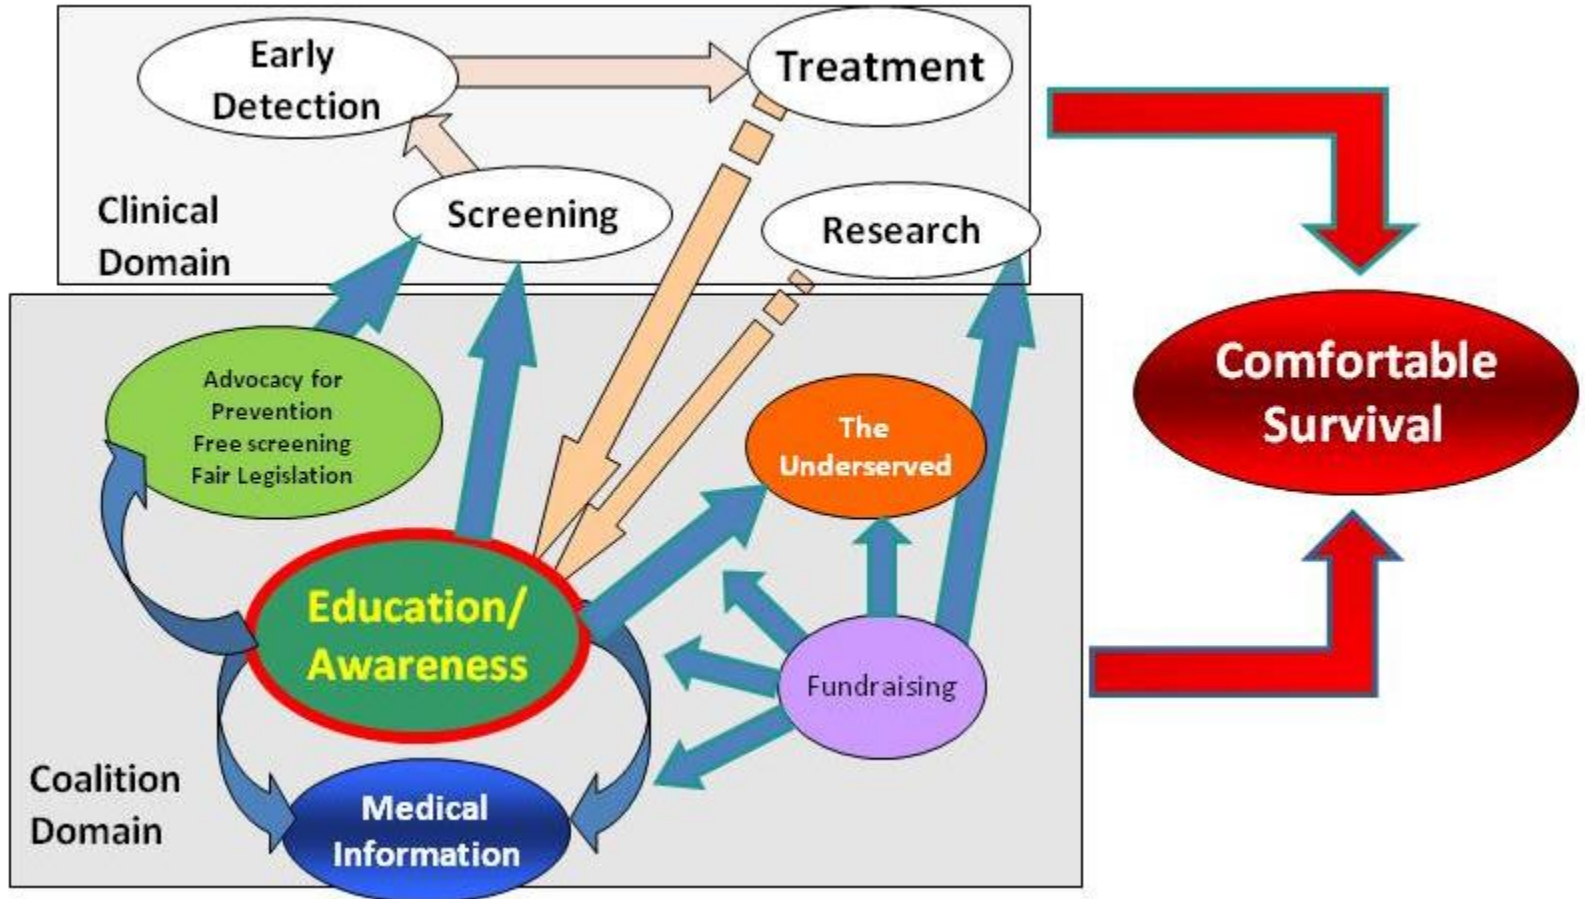 Early
Detection
Treatment
Clinical
Domain
Screening
Research
Advocacy for
Prevention
Free screening
Fair Legislation
The
Underserved
Comfortable
Survival
Education/
Awareness
Fundraising
Coalition
Domain
Medical
Information